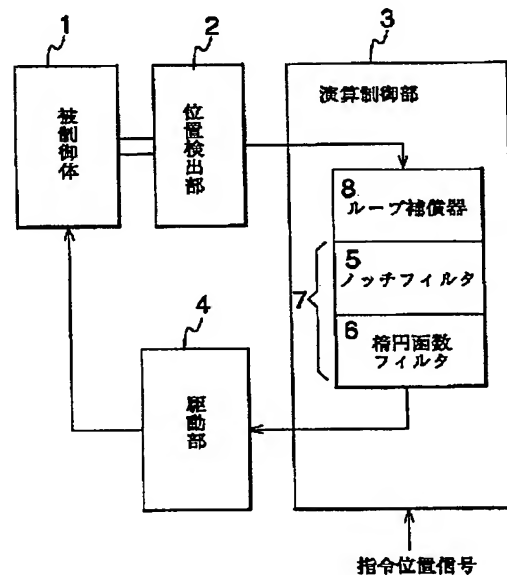 1
2
3
被制御体
位置検出部
演算制御部
8
ループ補償器
5
ノッチフィルタ
7
6
楕円函数
フィルタ
4
駆動部
指令位置信号